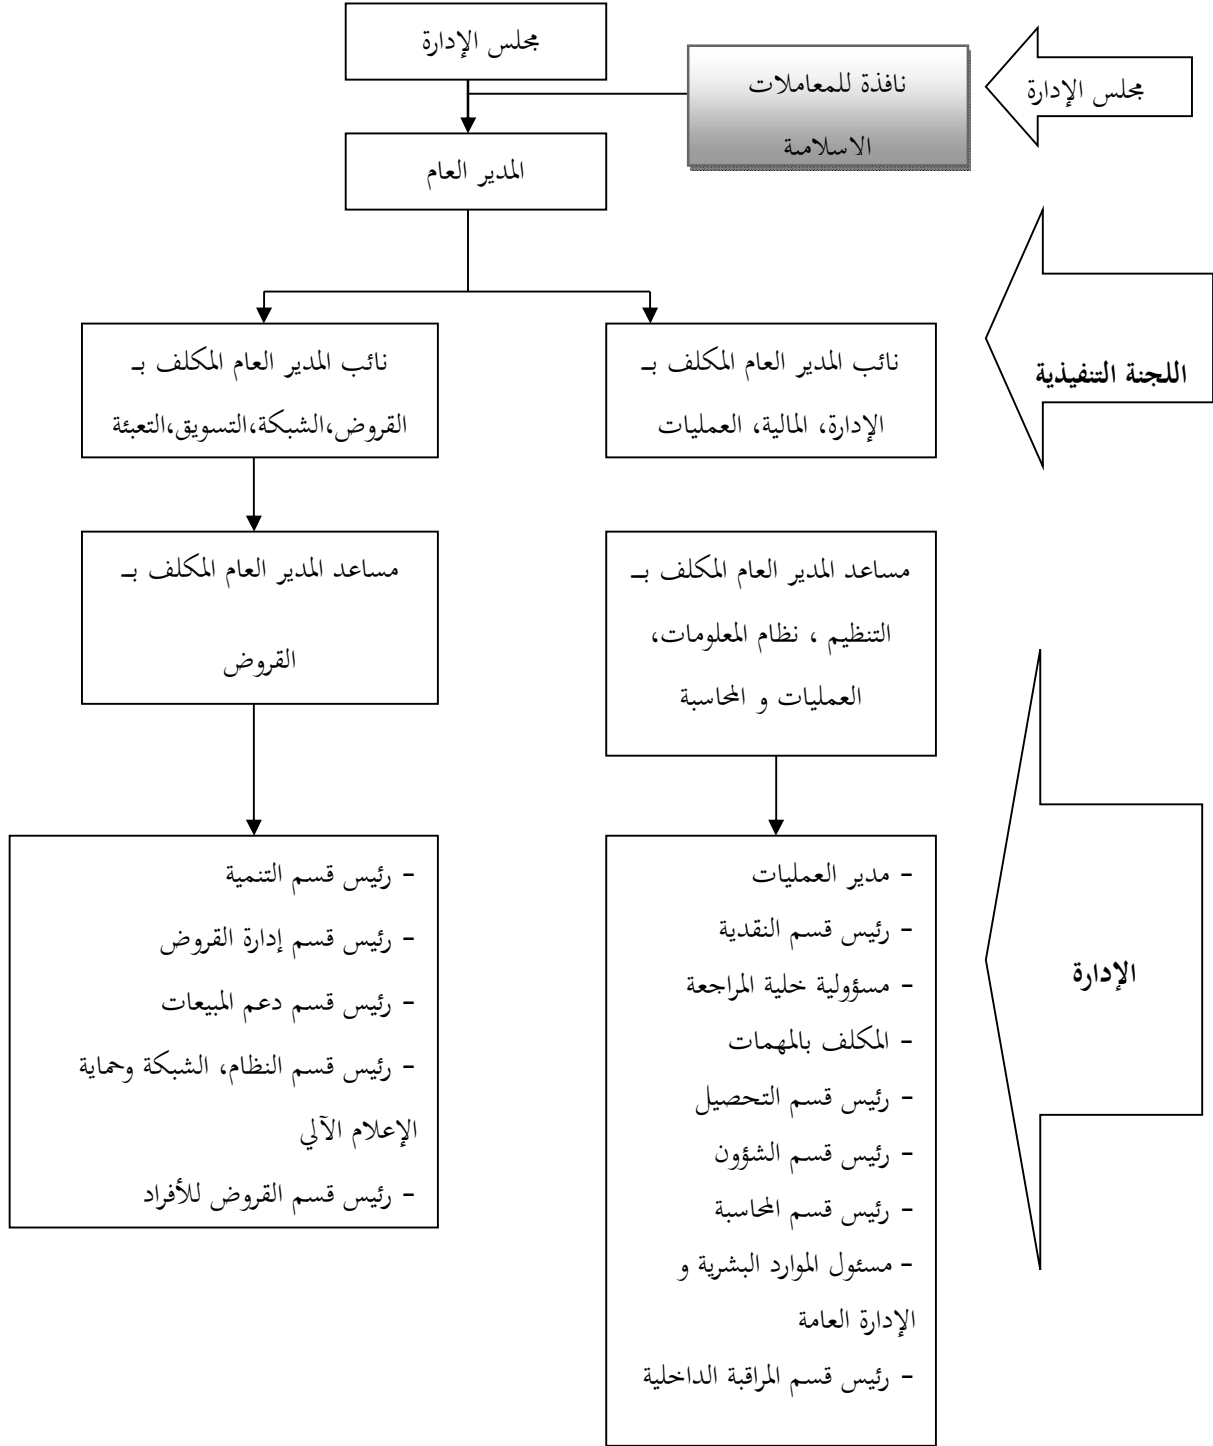 مجلس الإدارة
نافذة للمعاملات
الاسلامية
مجلس الإدارة
المدير العام
نائب المدير العام المكلف بـ
الإدارة، المالية، العمليات
نائب المدير العام المكلف بـ
القروض،الشبكة،التسويق،التعبئة
اللجنة التنفيذية
مساعد المدير العام المكلف بـ
التنظيم ، نظام المعلومات،
العمليات و المحاسبة
مساعد المدير العام المكلف بـ
القروض
- مدير العمليات
- رئيس قسم النقدية
- مسؤولية خلية المراجعة
- المكلف بالمهمات
- رئيس قسم التحصيل
- رئيس قسم الشؤون
- رئيس قسم المحاسبة
- مسئول الموارد البشرية و
الإدارة العامة
- رئيس قسم المراقبة الداخلية
- رئيس قسم التنمية
- رئيس قسم إدارة القروض
- رئيس قسم دعم المبيعات
- رئيس قسم النظام، الشبكة وحماية
الإعلام الآلي
- رئيس قسم القروض للأفراد
الإدارة